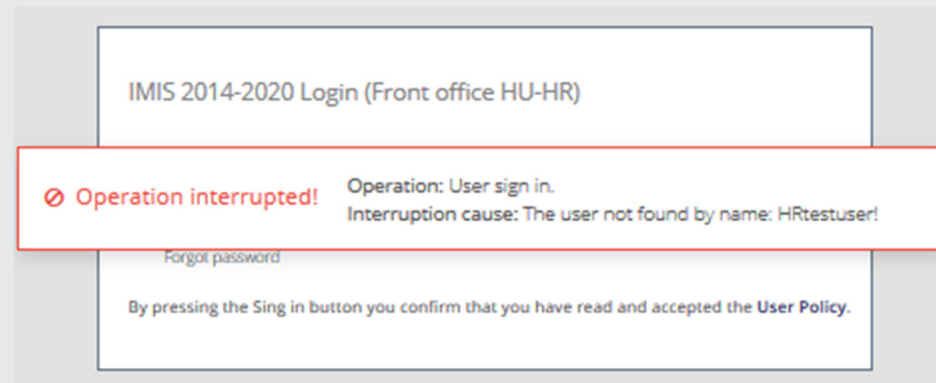 IMIS 2014-2020 Login (Front office HU-HR)
Operation interrupted!
Operation: User sign in.
Interruption cause: The user not found by name: HRtestuser!
Forgot password
By pressing the Sing in button you confirm that you have read and accepted the User Policy.